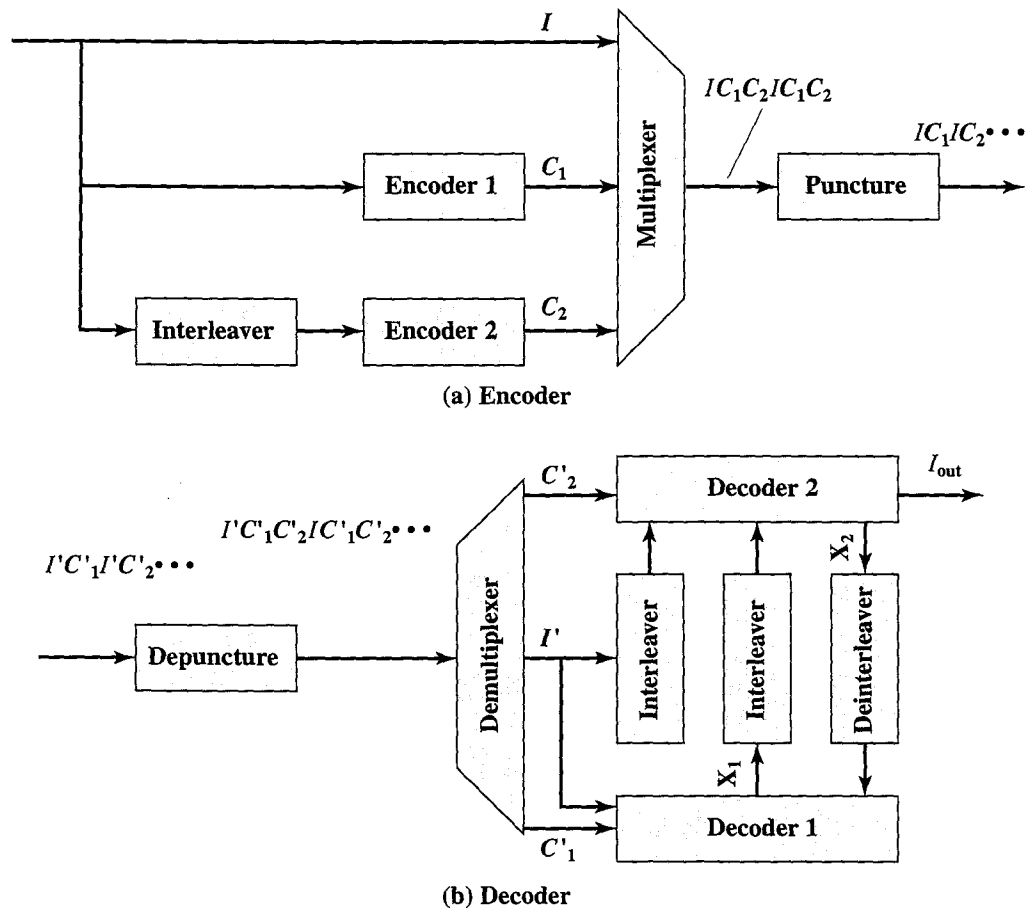 I
IC₁C₂IC₁C₂
IC₁IC₂•••
Encoder 1
C₁
Multiplexer
Puncture
Interleaver
Encoder 2
C₂
(a) Encoder
C'₂
Decoder 2
I_out
I'C'₁C'₂IC'₁C'₂•••
I'C'₁I'C'₂•••
X₂
Depuncture
Demultiplexer
I'
Interleaver
Interleaver
Deinterleaver
X₁
Decoder 1
C'₁
(b) Decoder